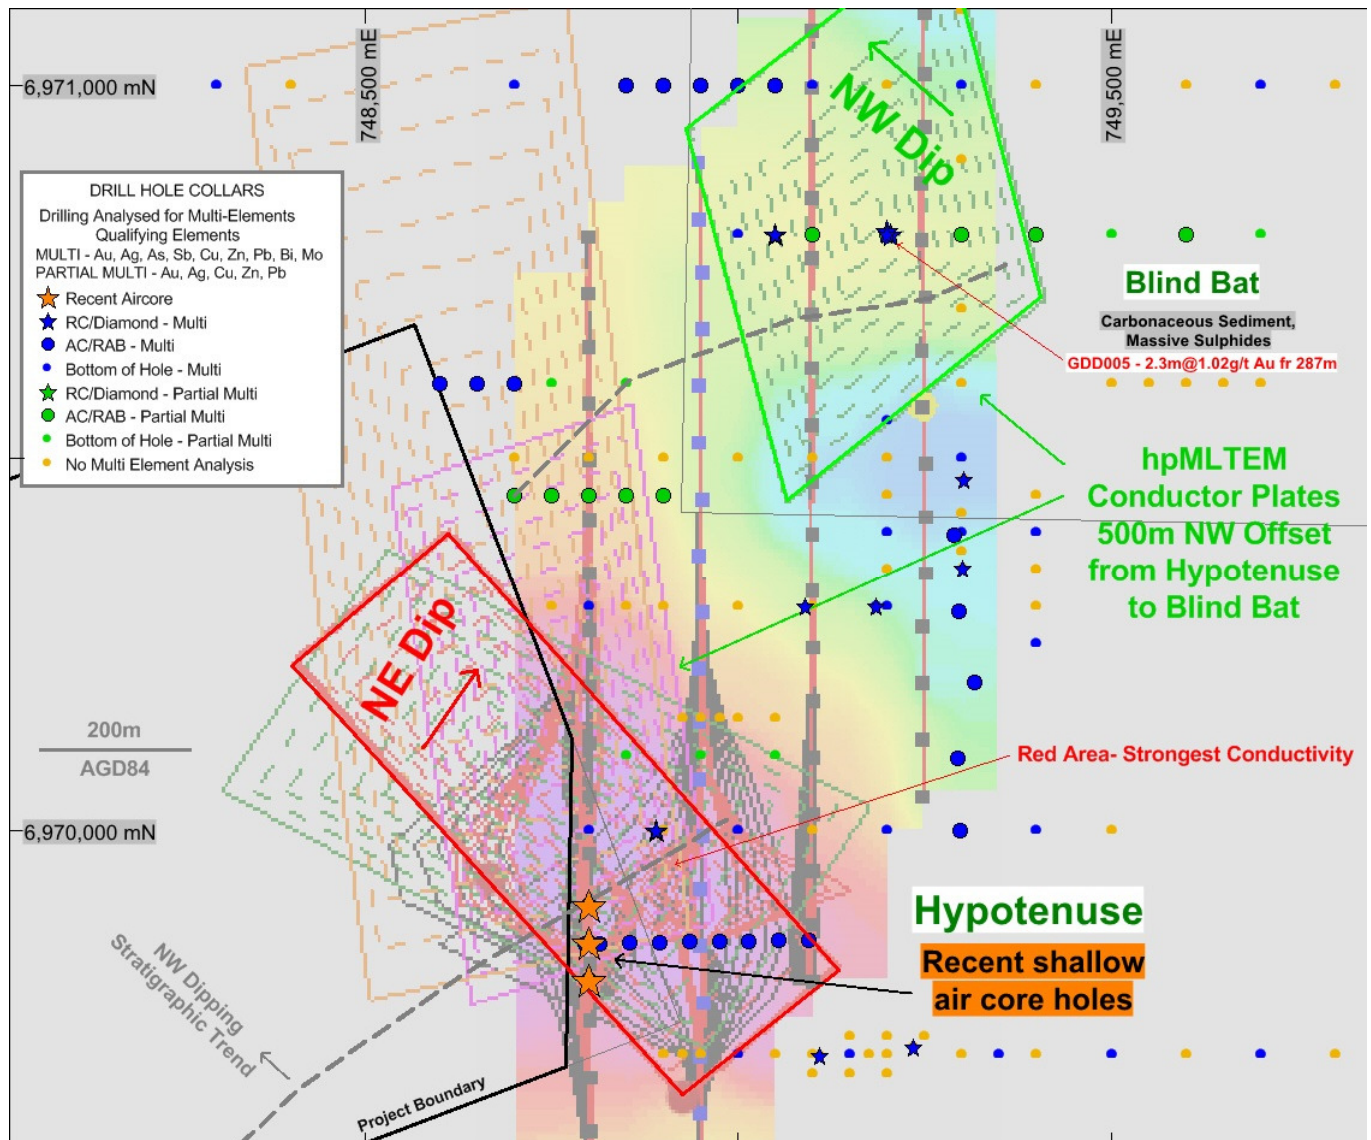 748,500 mE
749,500 mE
6,971,000 mN
NW Dip
DRILL HOLE COLLARS
Drilling Analysed for Multi-Elements
Qualifying Elements
MULTI - Au, Ag, As, Sb, Cu, Zn, Pb, Bi, Mo
PARTIAL MULTI - Au, Ag, Cu, Zn, Pb
Recent Aircore
RC/Diamond - Multi
AC/RAB - Multi
Bottom of Hole - Multi
RC/Diamond - Partial Multi
AC/RAB - Partial Multi
Bottom of Hole - Partial Multi
No Multi Element Analysis
Blind Bat
Carbonaceous Sediment,
Massive Sulphides
GDD005 - 2.3m@1.02g/t Au fr 287m
hpMLTEM
Conductor Plates
500m NW Offset
from Hypotenuse
to Blind Bat
NE Dip
200m
AGD84
Red Area- Strongest Conductivity
6,970,000 mN
Hypotenuse
Recent shallow
air core holes
NW Dipping
Stratigraphic Trend
Project Boundary